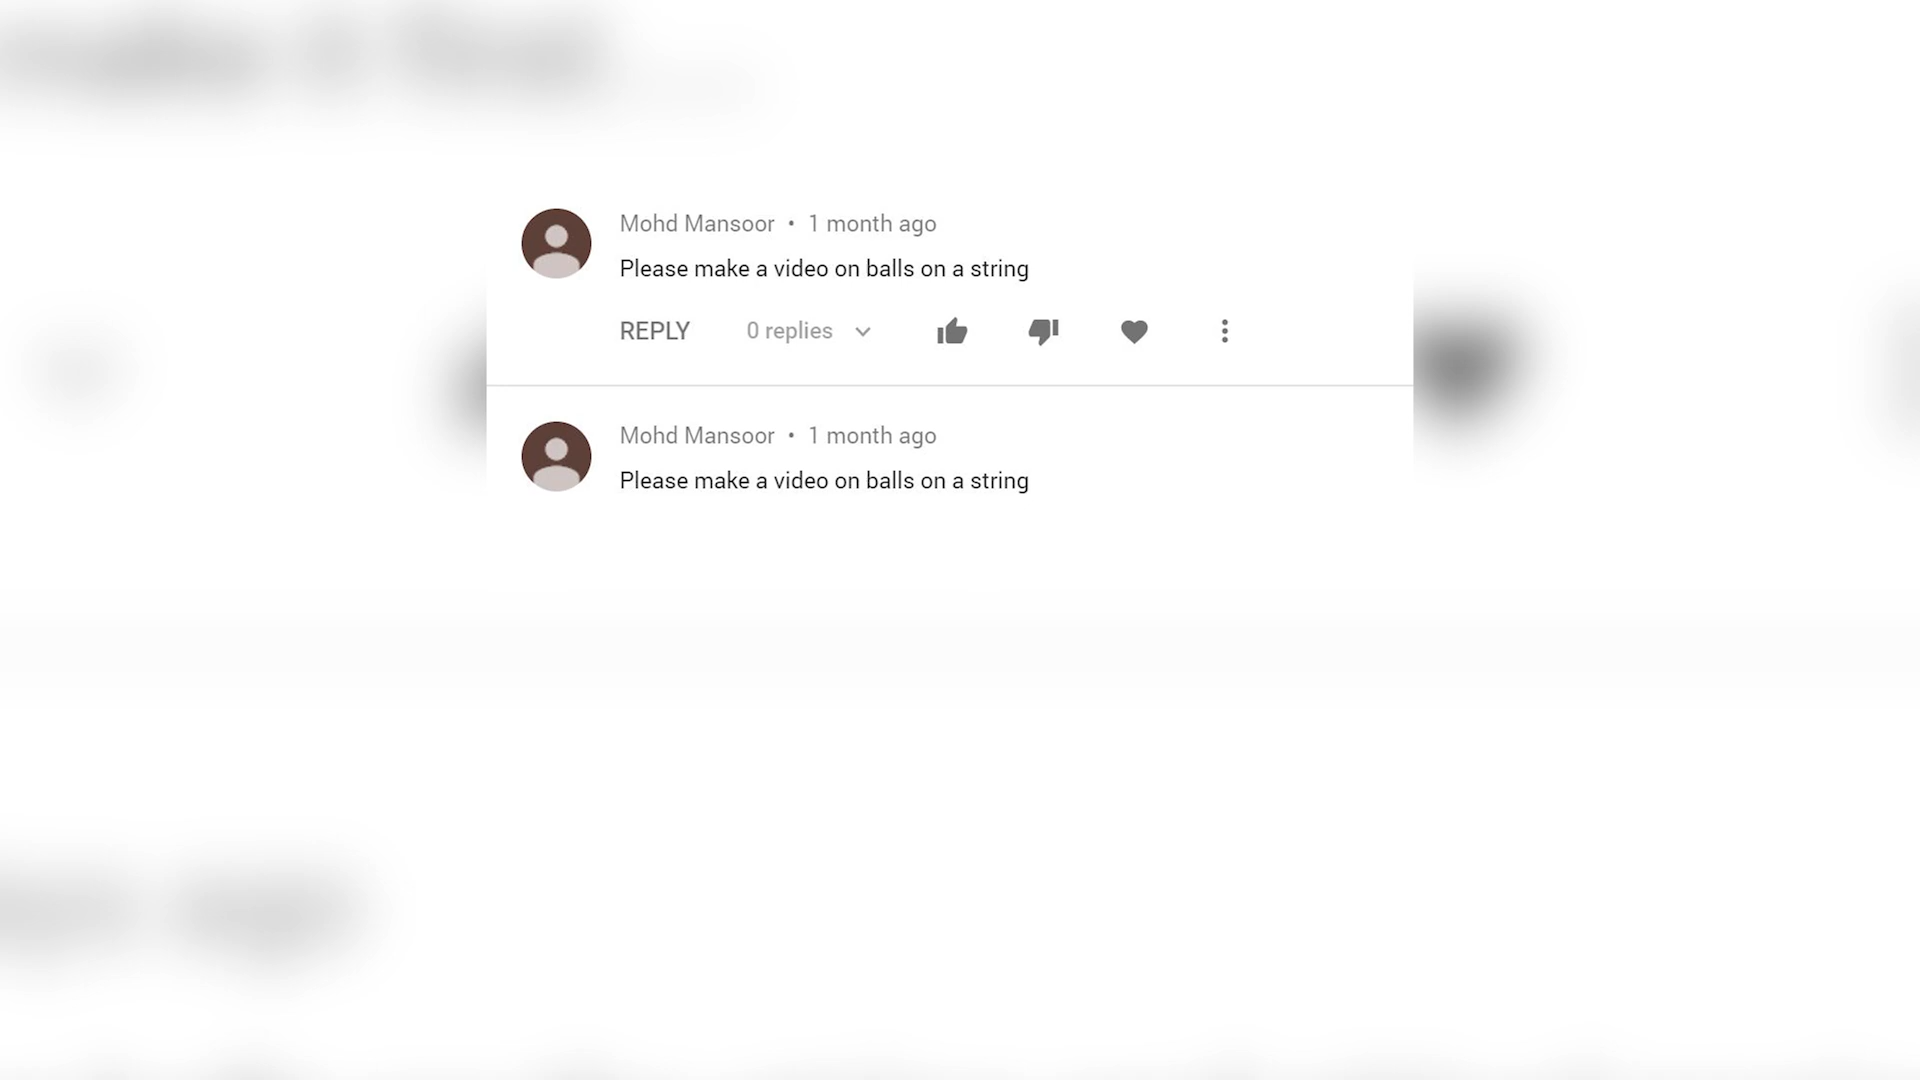 Mohd Mansoor • 1 month ago
Please make a video on balls on a string
REPLY 0 replies
Mohd Mansoor • 1 month ago
Please make a video on balls on a string